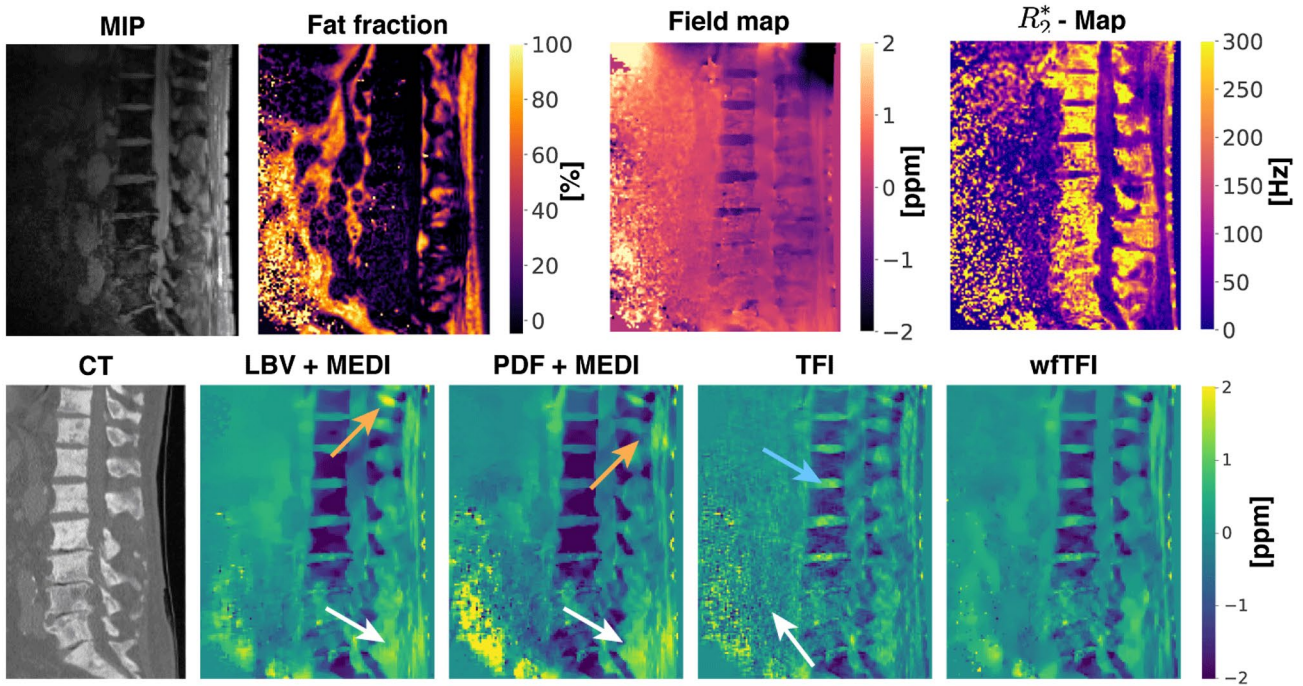 MIP
Fat fraction
Field map
R₂* - Map
100
80
60
40
20
0
[%]
2
1
0
−1
−2
[ppm]
300
250
200
150
100
50
0
[Hz]
CT
LBV + MEDI
PDF + MEDI
TFI
wfTFI
2
1
0
−1
−2
[ppm]